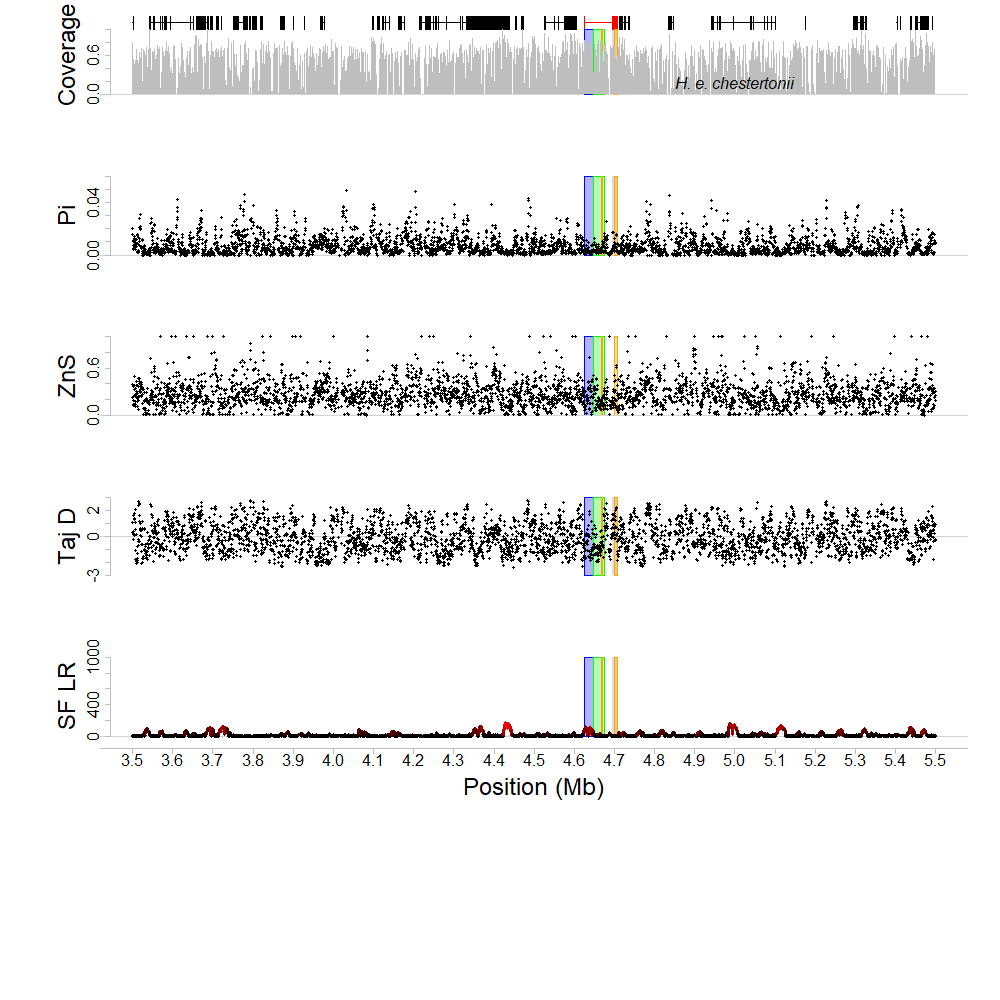 Coverage
0.0 0.6
H. e. chestertonii
Pi
0.00 0.04
ZnS
0.0 0.6
Taj D
-3 0 2
SF LR
0 400 1000
3.5 3.6 3.7 3.8 3.9 4.0 4.1 4.2 4.3 4.4 4.5 4.6 4.7 4.8 4.9 5.0 5.1 5.2 5.3 5.4 5.5
Position (Mb)